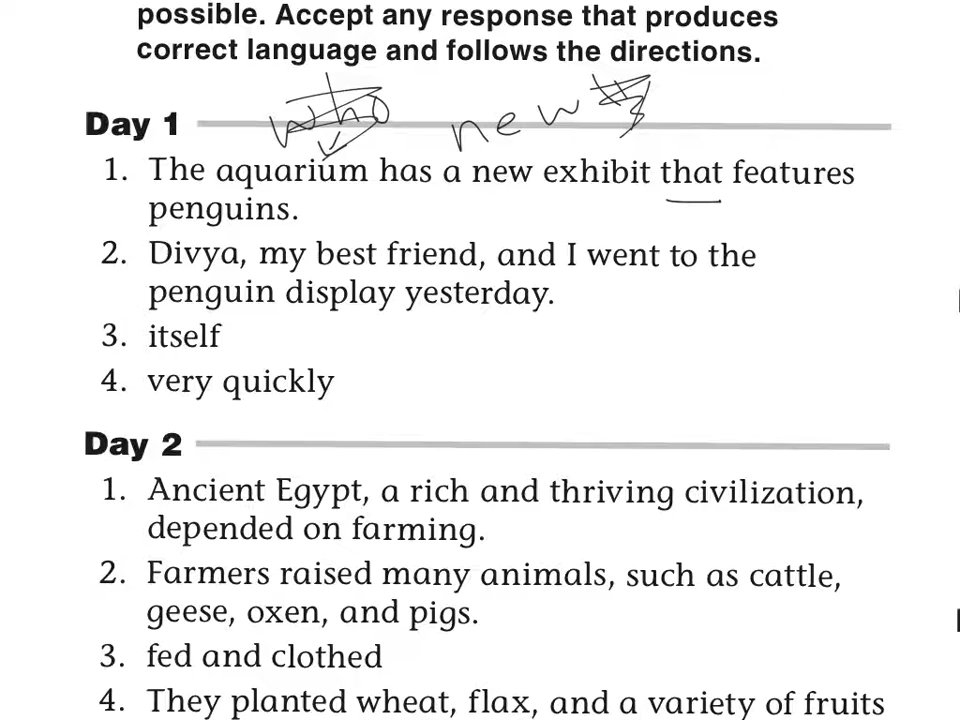 possible. Accept any response that produces
correct language and follows the directions.
who new
Day 1
1. The aquarium has a new exhibit that features
penguins.
2. Divya, my best friend, and I went to the
penguin display yesterday.
3. itself
4. very quickly
Day 2
1. Ancient Egypt, a rich and thriving civilization,
depended on farming.
2. Farmers raised many animals, such as cattle,
geese, oxen, and pigs.
3. fed and clothed
4. They planted wheat, flax, and a variety of fruits